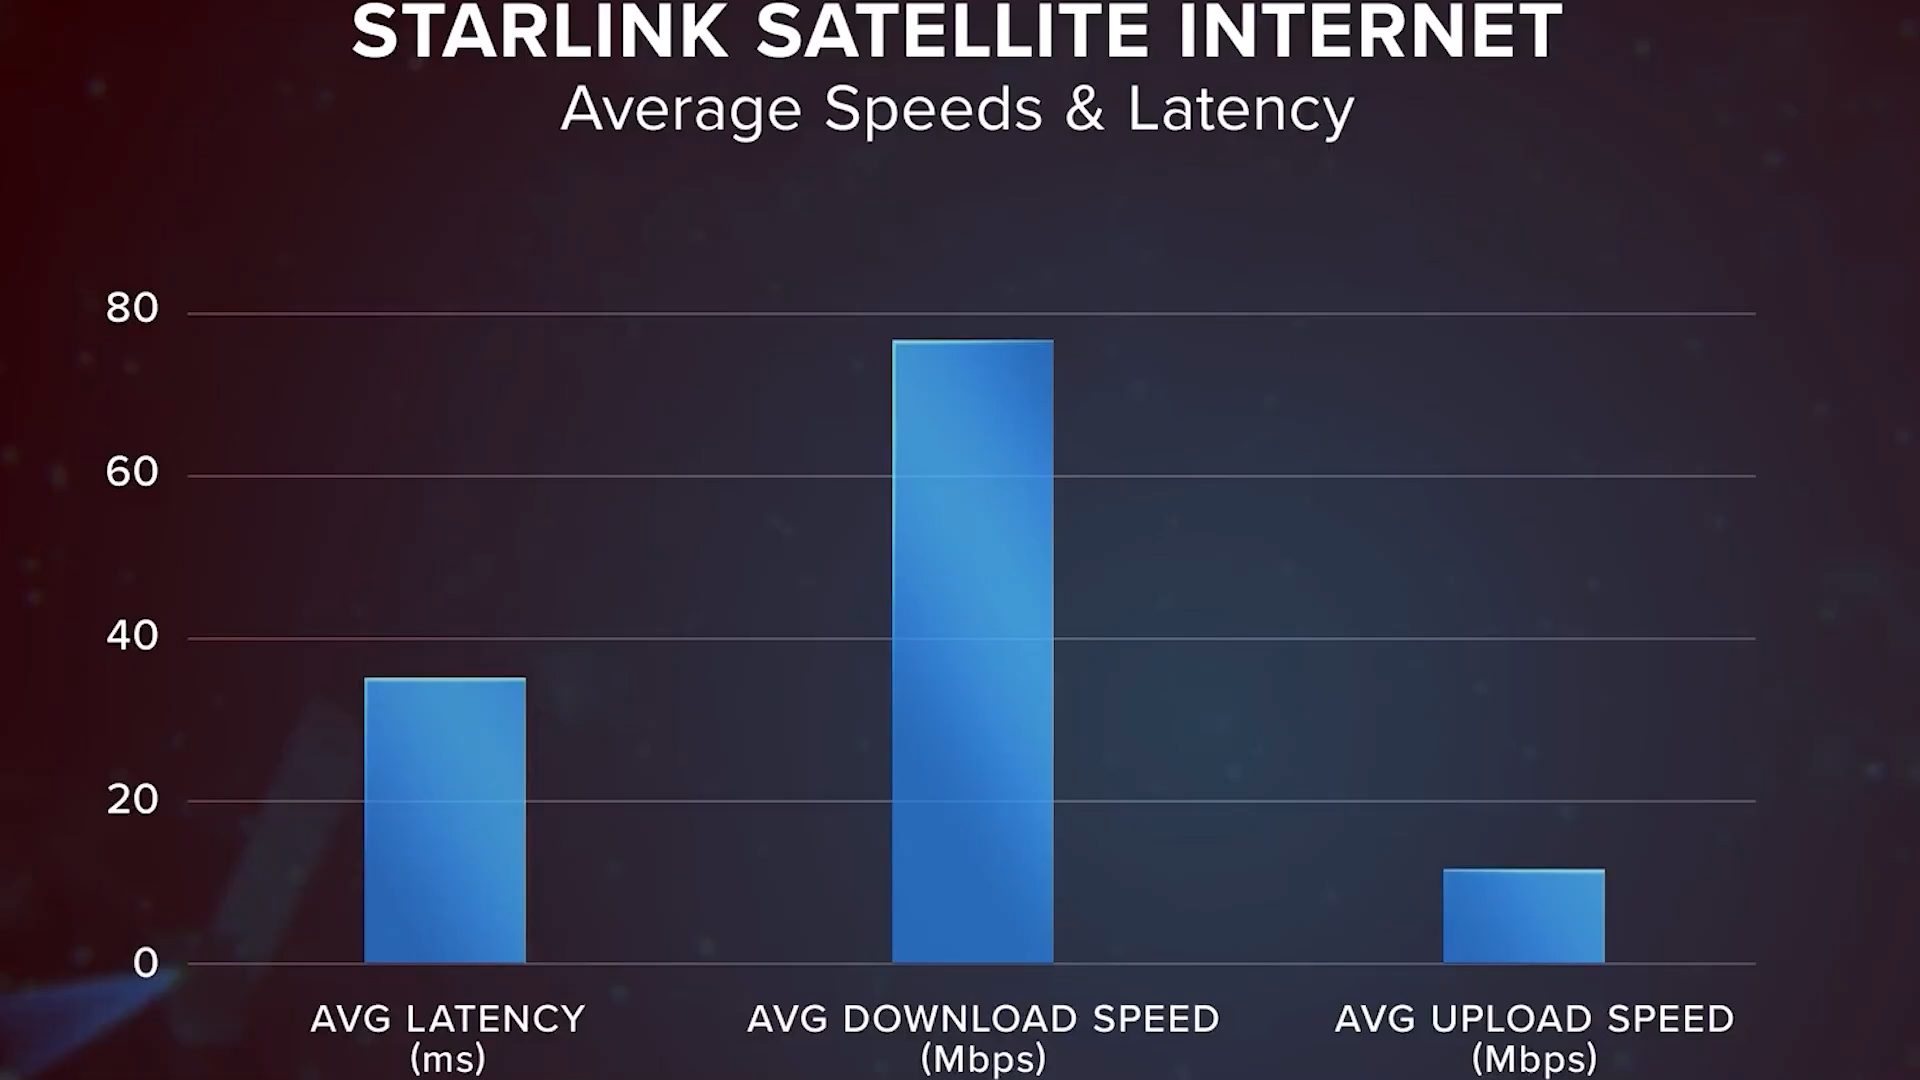 STARLINK SATELLITE INTERNET
Average Speeds & Latency
80
60
40
20
0
AVG LATENCY
(ms)
AVG DOWNLOAD SPEED
(Mbps)
AVG UPLOAD SPEED
(Mbps)